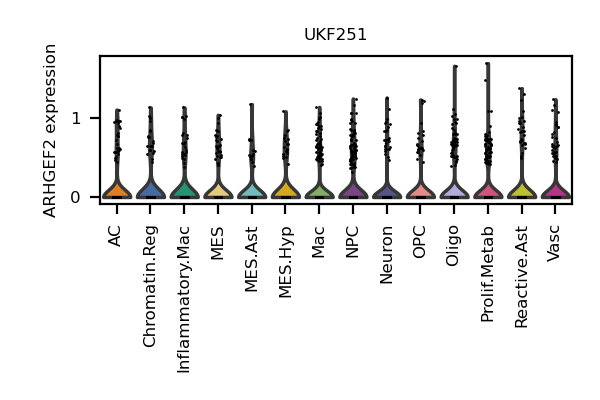 UKF251
ARHGEF2 expression
1
0
AC
Chromatin.Reg
Inflammatory.Mac
MES
MES.Ast
MES.Hyp
Mac
NPC
Neuron
OPC
Oligo
Prolif.Metab
Reactive.Ast
Vasc